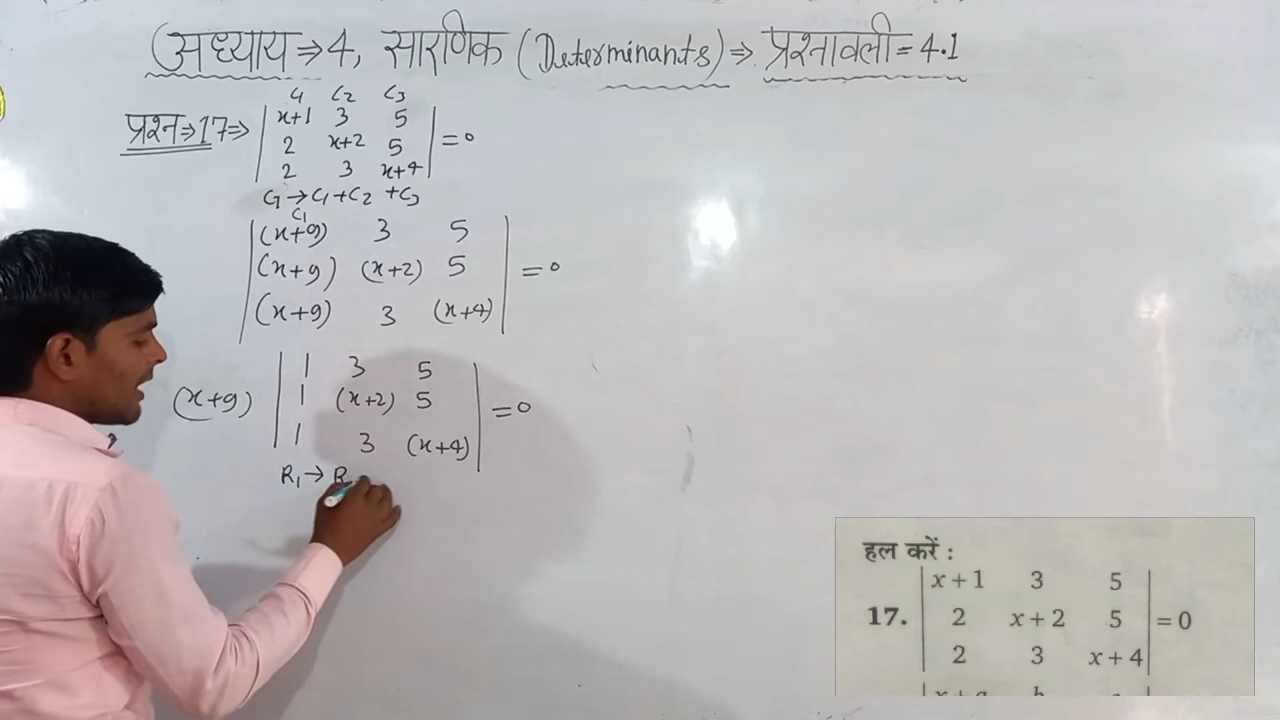 (अध्याय⇒4, सारणिक (Determinants)⇒ प्रश्नावली=4.1
C1 C2 C3
प्रश्न⇒17⇒ | x+1 3 5 |
| 2 x+2 5 | =0
| 2 3 x+4 |
C1→C1+C2+C3
C1
| (x+9) 3 5 |
| (x+9) (x+2) 5 | =0
| (x+9) 3 (x+4) |
| 1 3 5 |
(x+9) | 1 (x+2) 5 | =0
| 1 3 (x+4) |
R1→R
हल करें :
| x+1 3 5 |
17. | 2 x+2 5 | =0
| 2 3 x+4 |